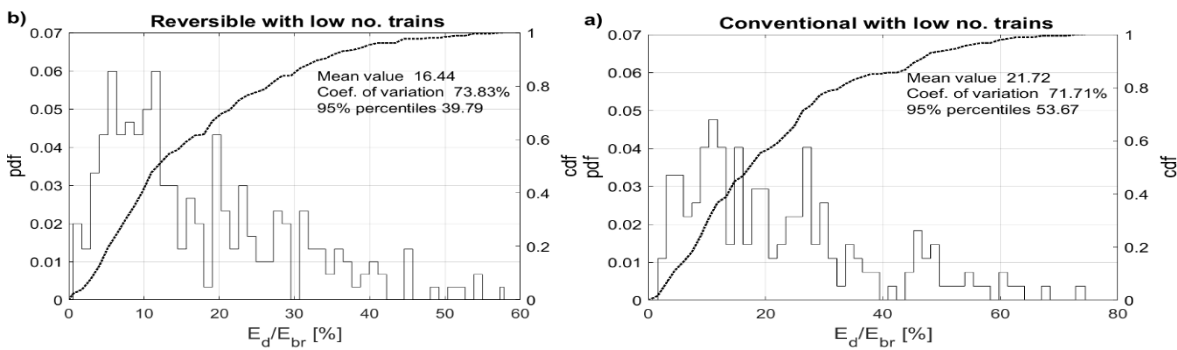 b)
Reversible with low no. trains
0.07
0.06
0.05
0.04
0.03
0.02
0.01
0
pdf
1
0.8
0.6
0.4
0.2
0
cdf
Mean value 16.44
Coef. of variation 73.83%
95% percentiles 39.79
0 10 20 30 40 50 60
E_d/E_br [%]
a)
Conventional with low no. trains
0.07
0.06
0.05
0.04
0.03
0.02
0.01
0
pdf
1
0.8
0.6
0.4
0.2
0
cdf
Mean value 21.72
Coef. of variation 71.71%
95% percentiles 53.67
0 20 40 60 80
E_d/E_br [%]